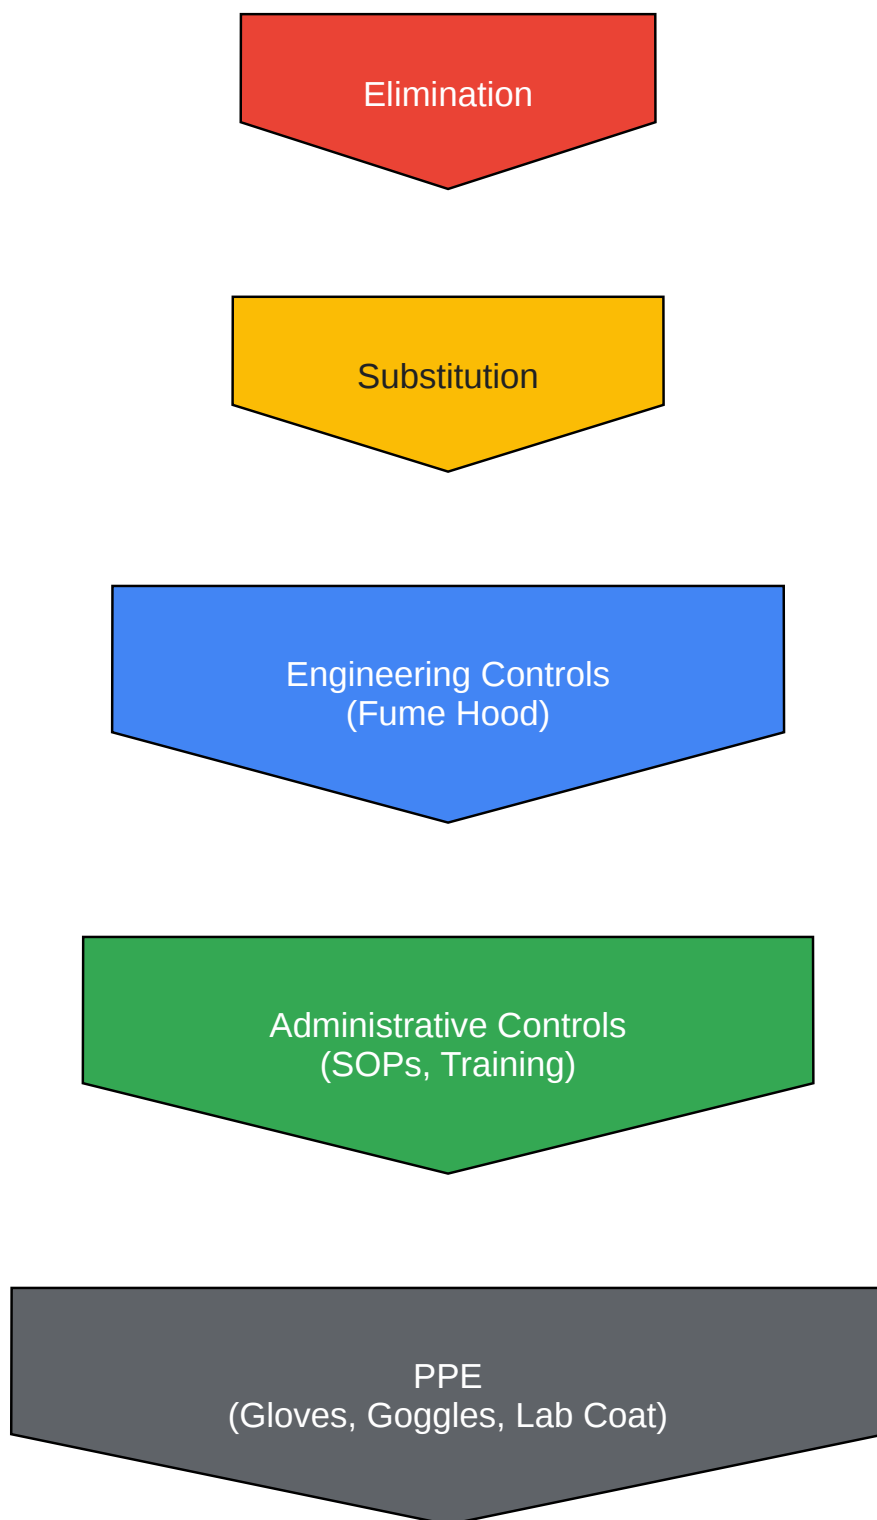 Elimination
Substitution
Engineering Controls
(Fume Hood)
Administrative Controls
(SOPs, Training)
PPE
(Gloves, Goggles, Lab Coat)